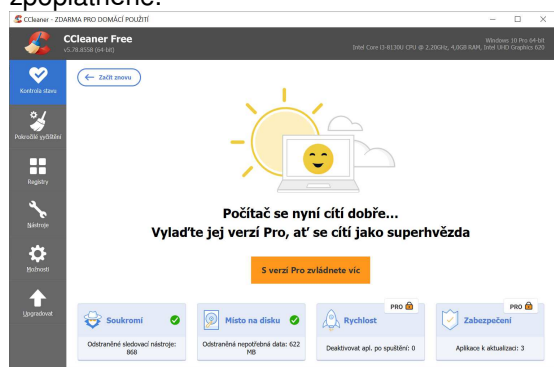 zpoplatněné.
CCleaner - ZDARMA PRO DOMÁCÍ POUŽITÍ
CCleaner Free
v5.78.8558 (64-bit)
Windows 10 Pro 64-bit
Intel Core i3-8130U CPU @ 2.20GHz, 4,0GB RAM, Intel UHD Graphics 620
Kontrola stavu
Pokročilé vyčištění
Registry
Nástroje
Možnosti
Upgradovat
Začít znovu
Počítač se nyní cítí dobře...
Vylaďte jej verzí Pro, ať se cítí jako superhvězda
S verzí Pro zvládnete víc
Soukromí
Odstraněné sledovací nástroje:
868
Místo na disku
Odstraněná nepotřebná data: 622
MB
PRO
Rychlost
Deaktivovat apl. po spuštění: 0
PRO
Zabezpečení
Aplikace k aktualizaci: 3